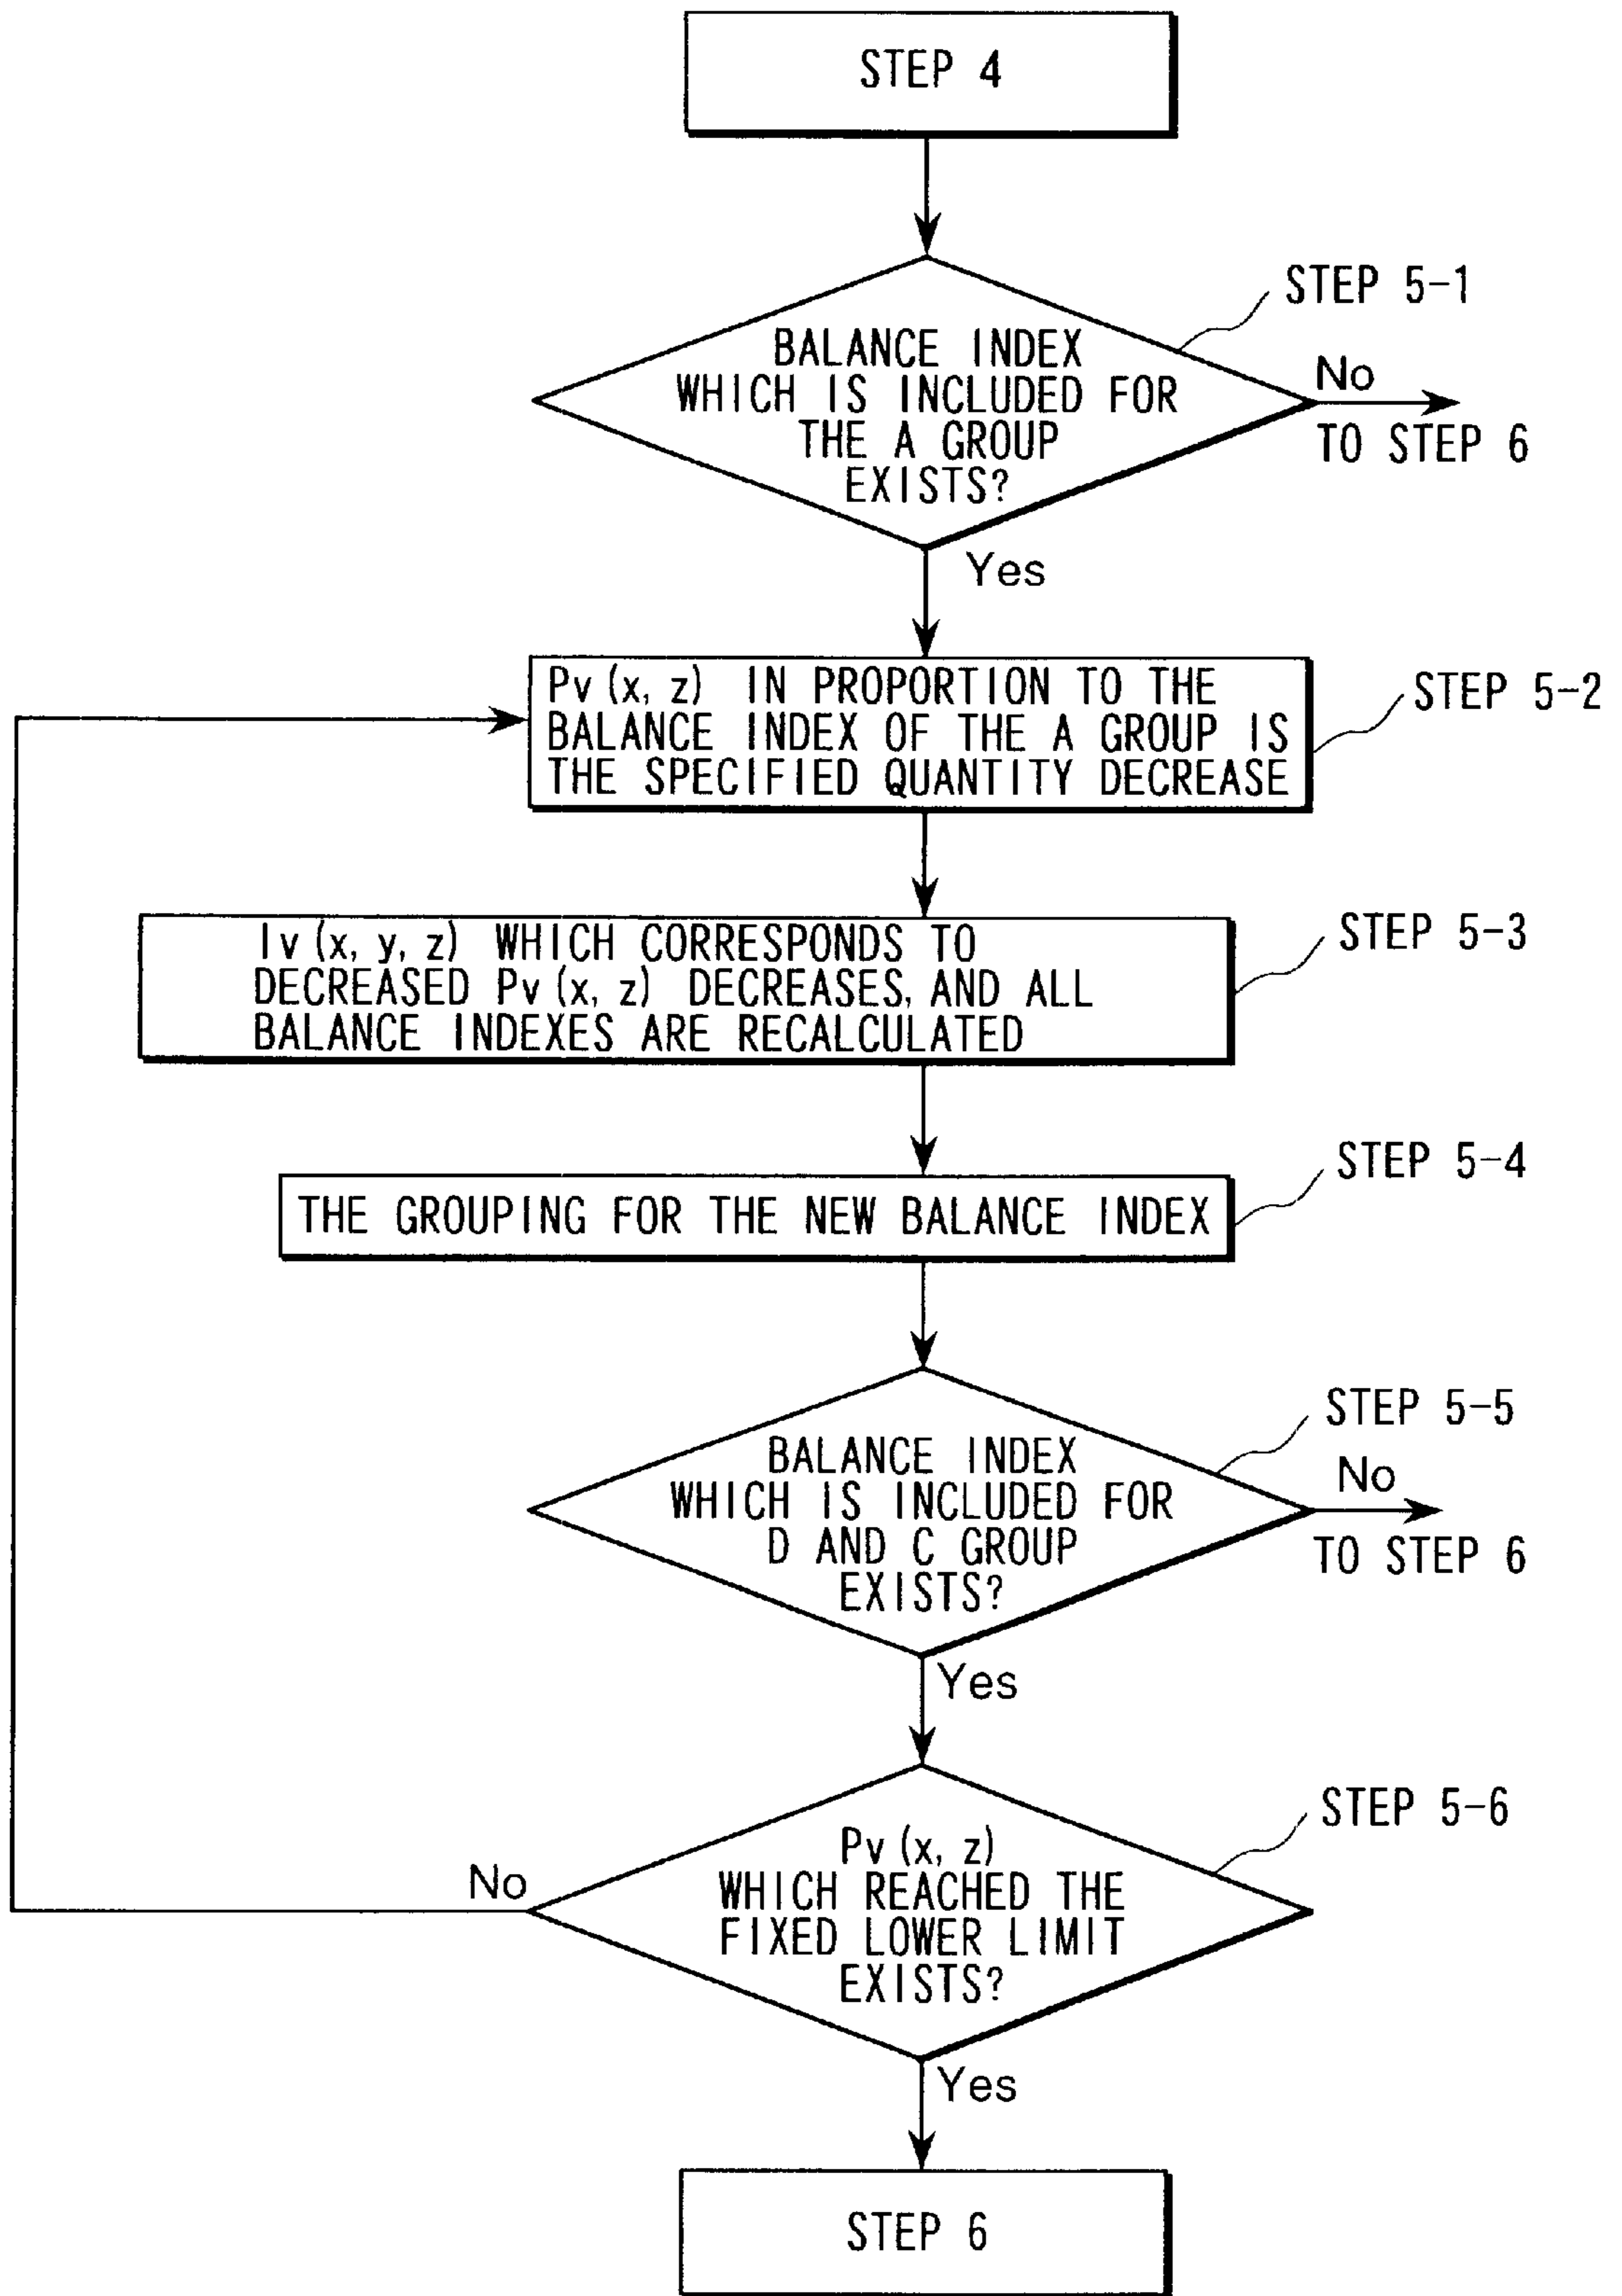 STEP 4
STEP 5-1
BALANCE INDEX
WHICH IS INCLUDED FOR
THE A GROUP
EXISTS?
No
TO STEP 6
Yes
Pv (x, z) IN PROPORTION TO THE
BALANCE INDEX OF THE A GROUP IS
THE SPECIFIED QUANTITY DECREASE
STEP 5-2
Iv (x, y, z) WHICH CORRESPONDS TO
DECREASED Pv (x, z) DECREASES, AND ALL
BALANCE INDEXES ARE RECALCULATED
STEP 5-3
THE GROUPING FOR THE NEW BALANCE INDEX
STEP 5-4
STEP 5-5
BALANCE INDEX
WHICH IS INCLUDED FOR
D AND C GROUP
EXISTS?
No
TO STEP 6
Yes
STEP 5-6
Pv (x, z)
WHICH REACHED THE
FIXED LOWER LIMIT
EXISTS?
No
Yes
STEP 6